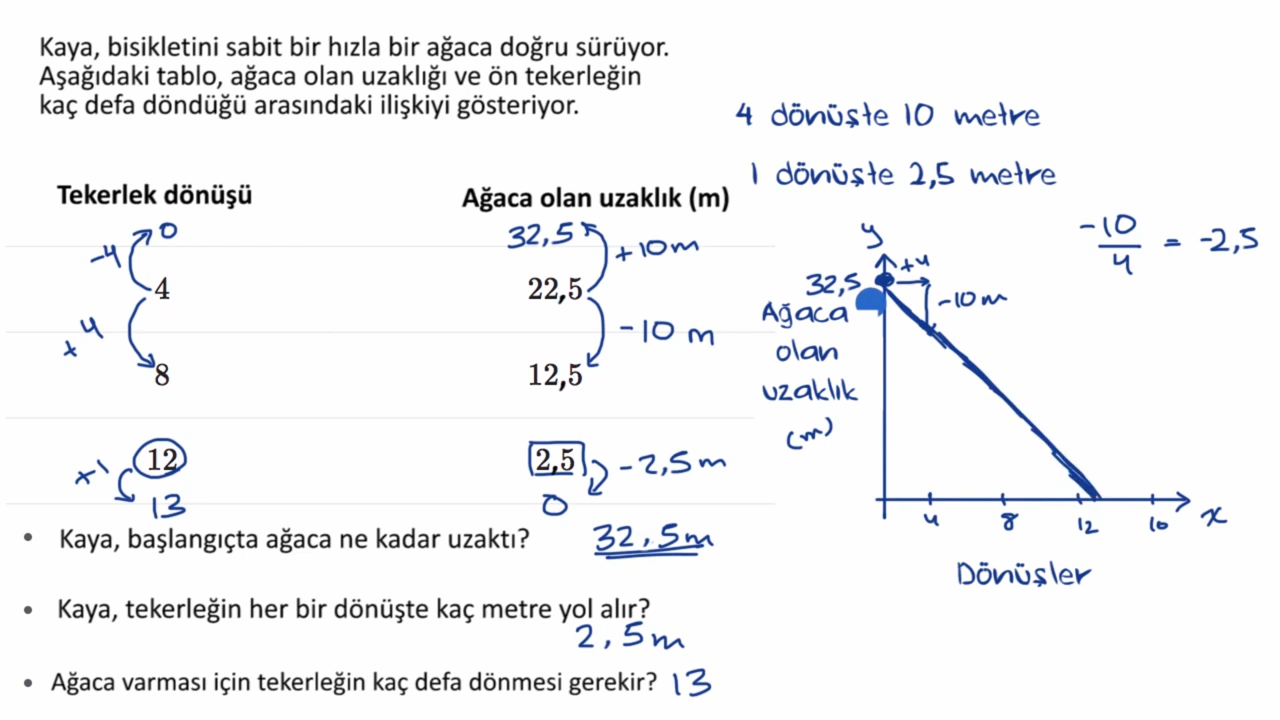 Kaya, bisikletini sabit bir hızla bir ağaca doğru sürüyor.
Aşağıdaki tablo, ağaca olan uzaklığı ve ön tekerleğin
kaç defa döndüğü arasındaki ilişkiyi gösteriyor.
4 dönüşte 10 metre
1 dönüşte 2,5 metre
Tekerlek dönüşü
Ağaca olan uzaklık (m)
0
32,5
-4
+10 m
4
22,5
+4
-10 m
8
12,5
12
2,5
+1
-2,5 m
13
0
-10/4 = -2,5
y
+4
32,5
-10 m
Ağaca
olan
uzaklık
(m)
4 8 12 10 x
Dönüşler
• Kaya, başlangıçta ağaca ne kadar uzaktı? 32,5 m
• Kaya, tekerleğin her bir dönüşte kaç metre yol alır?
2,5 m
• Ağaca varması için tekerleğin kaç defa dönmesi gerekir? 13